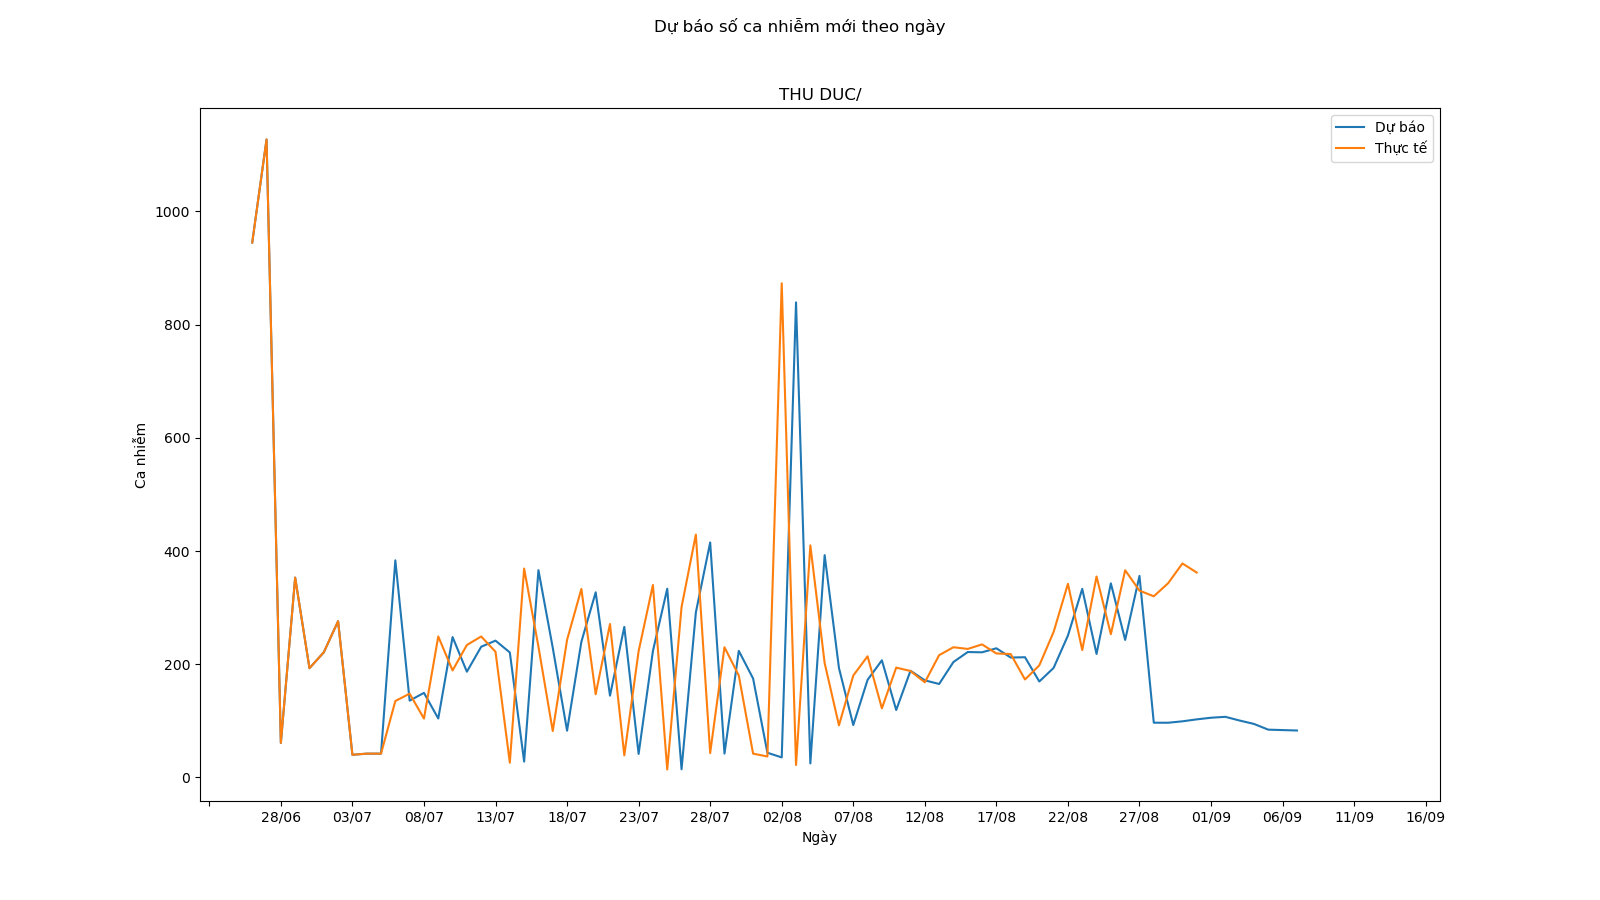 Dự báo số ca nhiễm mới theo ngày
THU DUC/
Dự báo
Thực tế
1000
800
600
400
200
0
Ca nhiễm
28/06 03/07 08/07 13/07 18/07 23/07 28/07 02/08 07/08 12/08 17/08 22/08 27/08 01/09 06/09 11/09 16/09
Ngày